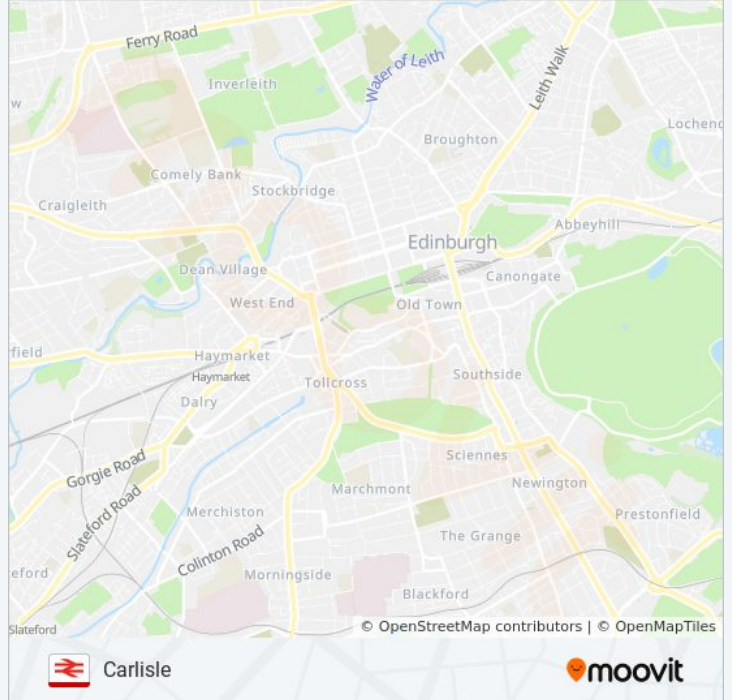 Ferry Road
Water of Leith
Leith Walk
Inverleith
w
Lochend
Broughton
Comely Bank
Stockbridge
Craigleith
Abbeyhill
Edinburgh
Dean Village
Canongate
West End
Old Town
field
Haymarket
Haymarket
Southside
Tollcross
Dalry
Gorgie Road
Sciennes
Newington
Marchmont
Slateford Road
Merchiston
Prestonfield
Colinton Road
The Grange
eford
Morningside
Blackford
Slateford
© OpenStreetMap contributors | © OpenMapTiles
Carlisle
moovit